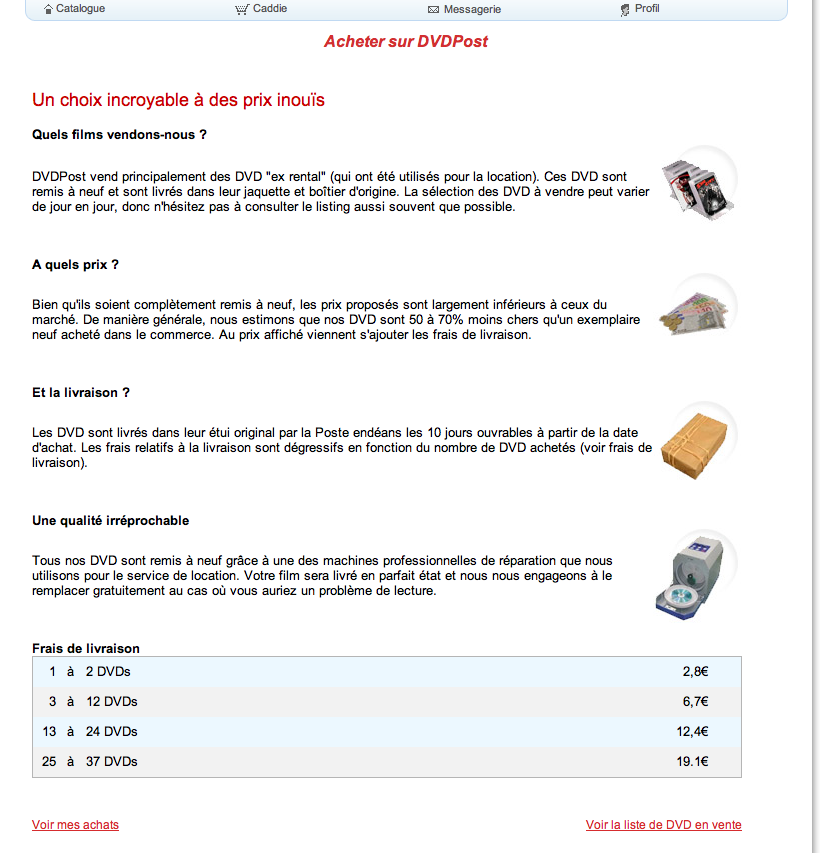 Catalogue
Caddie
Messagerie
Profil
Acheter sur DVDPost
Un choix incroyable à des prix inouïs
Quels films vendons-nous ?
DVDPost vend principalement des DVD "ex rental" (qui ont été utilisés pour la location). Ces DVD sont
remis à neuf et sont livrés dans leur jaquette et boîtier d'origine. La sélection des DVD à vendre peut varier
de jour en jour, donc n'hésitez pas à consulter le listing aussi souvent que possible.
A quels prix ?
Bien qu'ils soient complètement remis à neuf, les prix proposés sont largement inférieurs à ceux du
marché. De manière générale, nous estimons que nos DVD sont 50 à 70% moins chers qu'un exemplaire
neuf acheté dans le commerce. Au prix affiché viennent s'ajouter les frais de livraison.
Et la livraison ?
Les DVD sont livrés dans leur étui original par la Poste endéans les 10 jours ouvrables à partir de la date
d'achat. Les frais relatifs à la livraison sont dégressifs en fonction du nombre de DVD achetés (voir frais de
livraison).
Une qualité irréprochable
Tous nos DVD sont remis à neuf grâce à une des machines professionnelles de réparation que nous
utilisons pour le service de location. Votre film sera livré en parfait état et nous nous engageons à le
remplacer gratuitement au cas où vous auriez un problème de lecture.
Frais de livraison
1 à 2 DVDs 2,8€
3 à 12 DVDs 6,7€
13 à 24 DVDs 12,4€
25 à 37 DVDs 19.1€
Voir mes achats
Voir la liste de DVD en vente